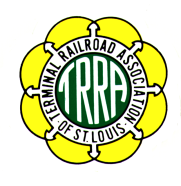 TERMINAL RAILROAD ASSOCIATION
TRRA
OF ST. LOUIS